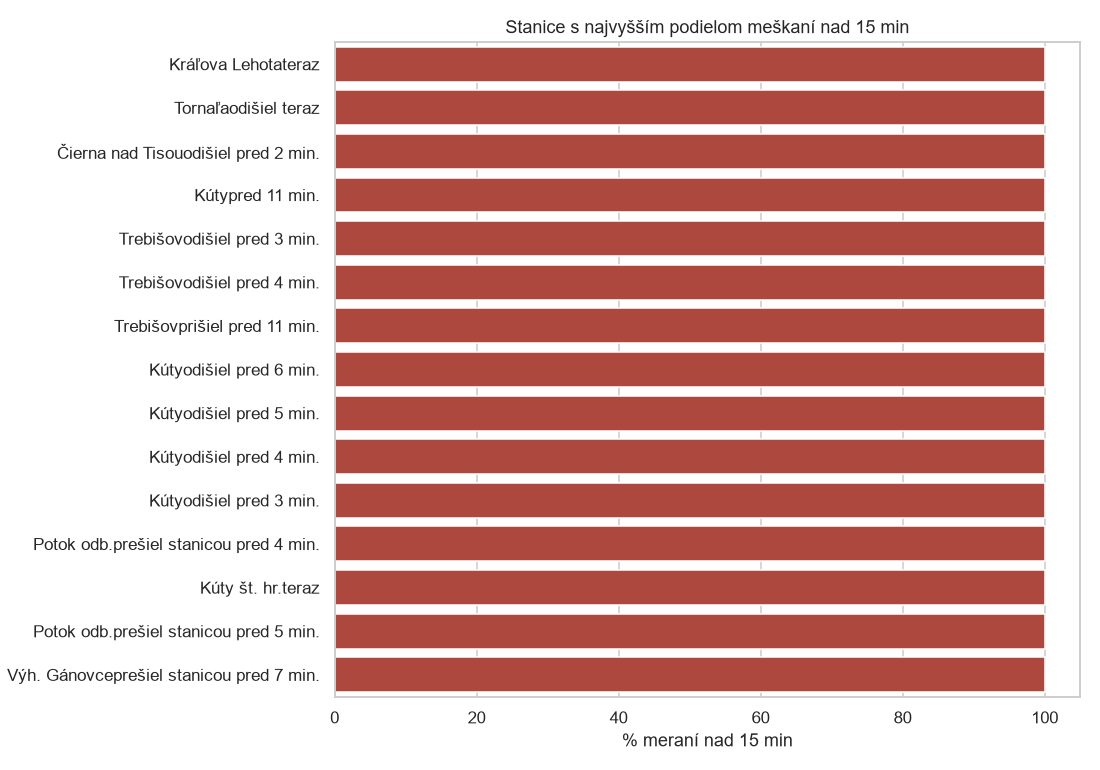 Stanice s najvyšším podielom meškaní nad 15 min
Kráľova Lehotateraz
Tornaľaodišiel teraz
Čierna nad Tisouodišiel pred 2 min.
Kútypred 11 min.
Trebišovodišiel pred 3 min.
Trebišovodišiel pred 4 min.
Trebišovprišiel pred 11 min.
Kútyodišiel pred 6 min.
Kútyodišiel pred 5 min.
Kútyodišiel pred 4 min.
Kútyodišiel pred 3 min.
Potok odb.prešiel stanicou pred 4 min.
Kúty št. hr.teraz
Potok odb.prešiel stanicou pred 5 min.
Výh. Gánovceprešiel stanicou pred 7 min.
0 20 40 60 80 100
% meraní nad 15 min